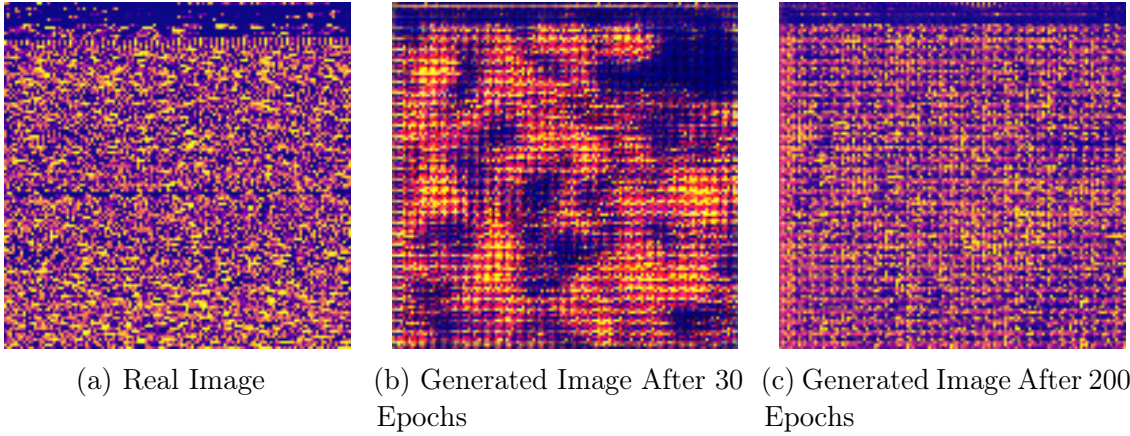 (a) Real Image
(b) Generated Image After 30
Epochs
(c) Generated Image After 200
Epochs